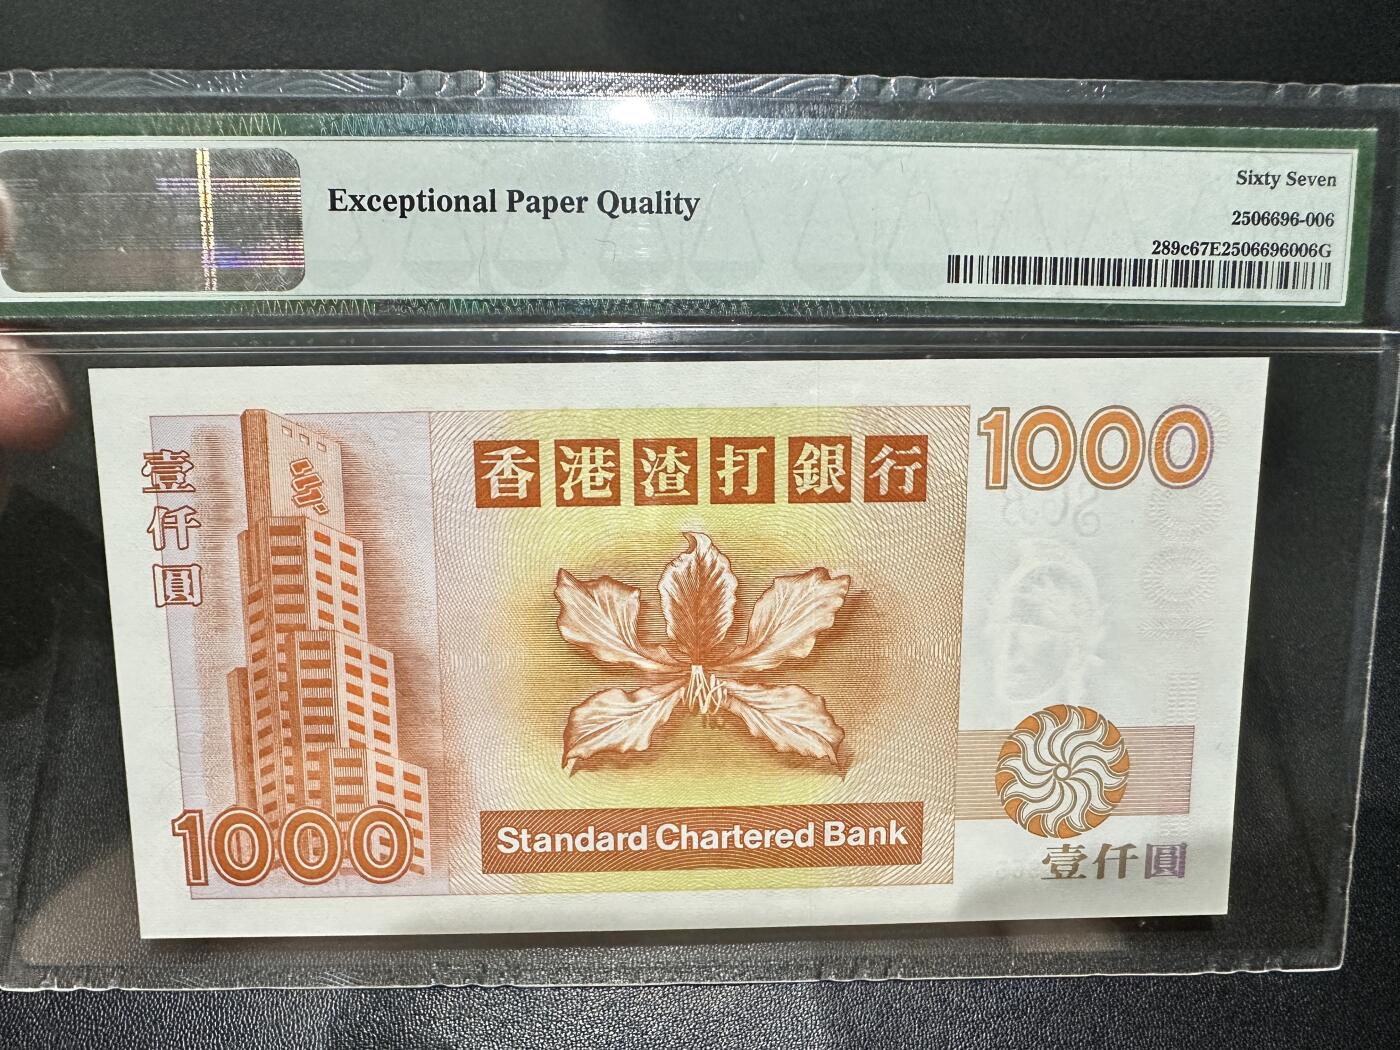 Exceptional Paper Quality
Sixty Seven
2506696-006
289c67E2506696006G
香港渣打銀行
1000
壹仟圓
SCB
1000
Standard Chartered Bank
壹仟圓